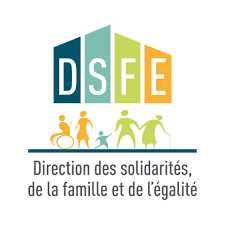 DSFE
Direction des solidarités,
de la famille et de l'égalité